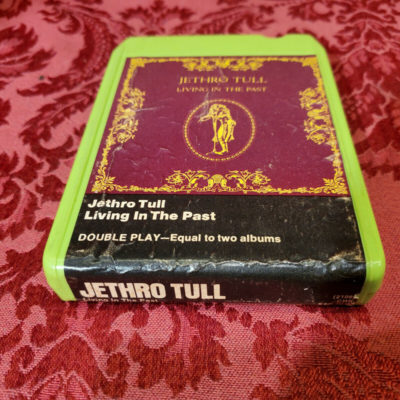 JETHRO TULL
LIVING IN THE PAST
Jethro Tull
Living In The Past
DOUBLE PLAY—Equal to two albums
JETHRO TULL
Living In The Past